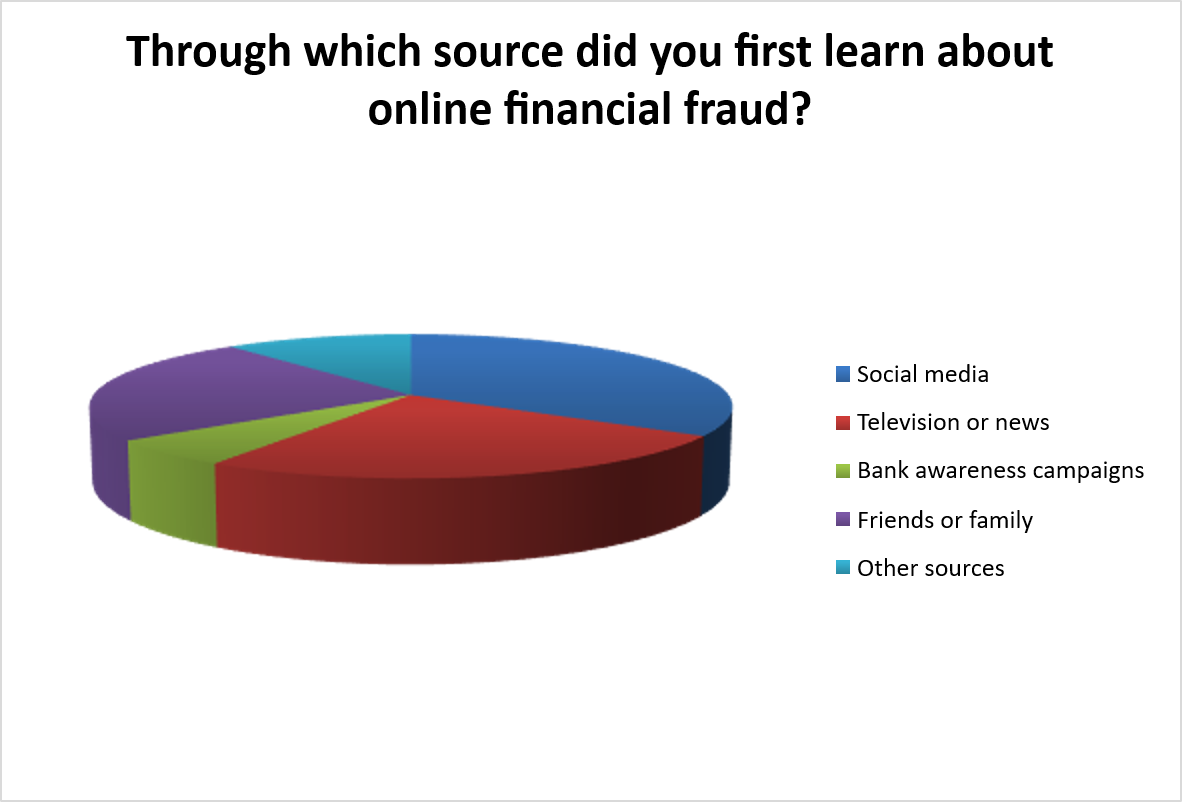 Through which source did you first learn about
online financial fraud?
Social media
Television or news
Bank awareness campaigns
Friends or family
Other sources